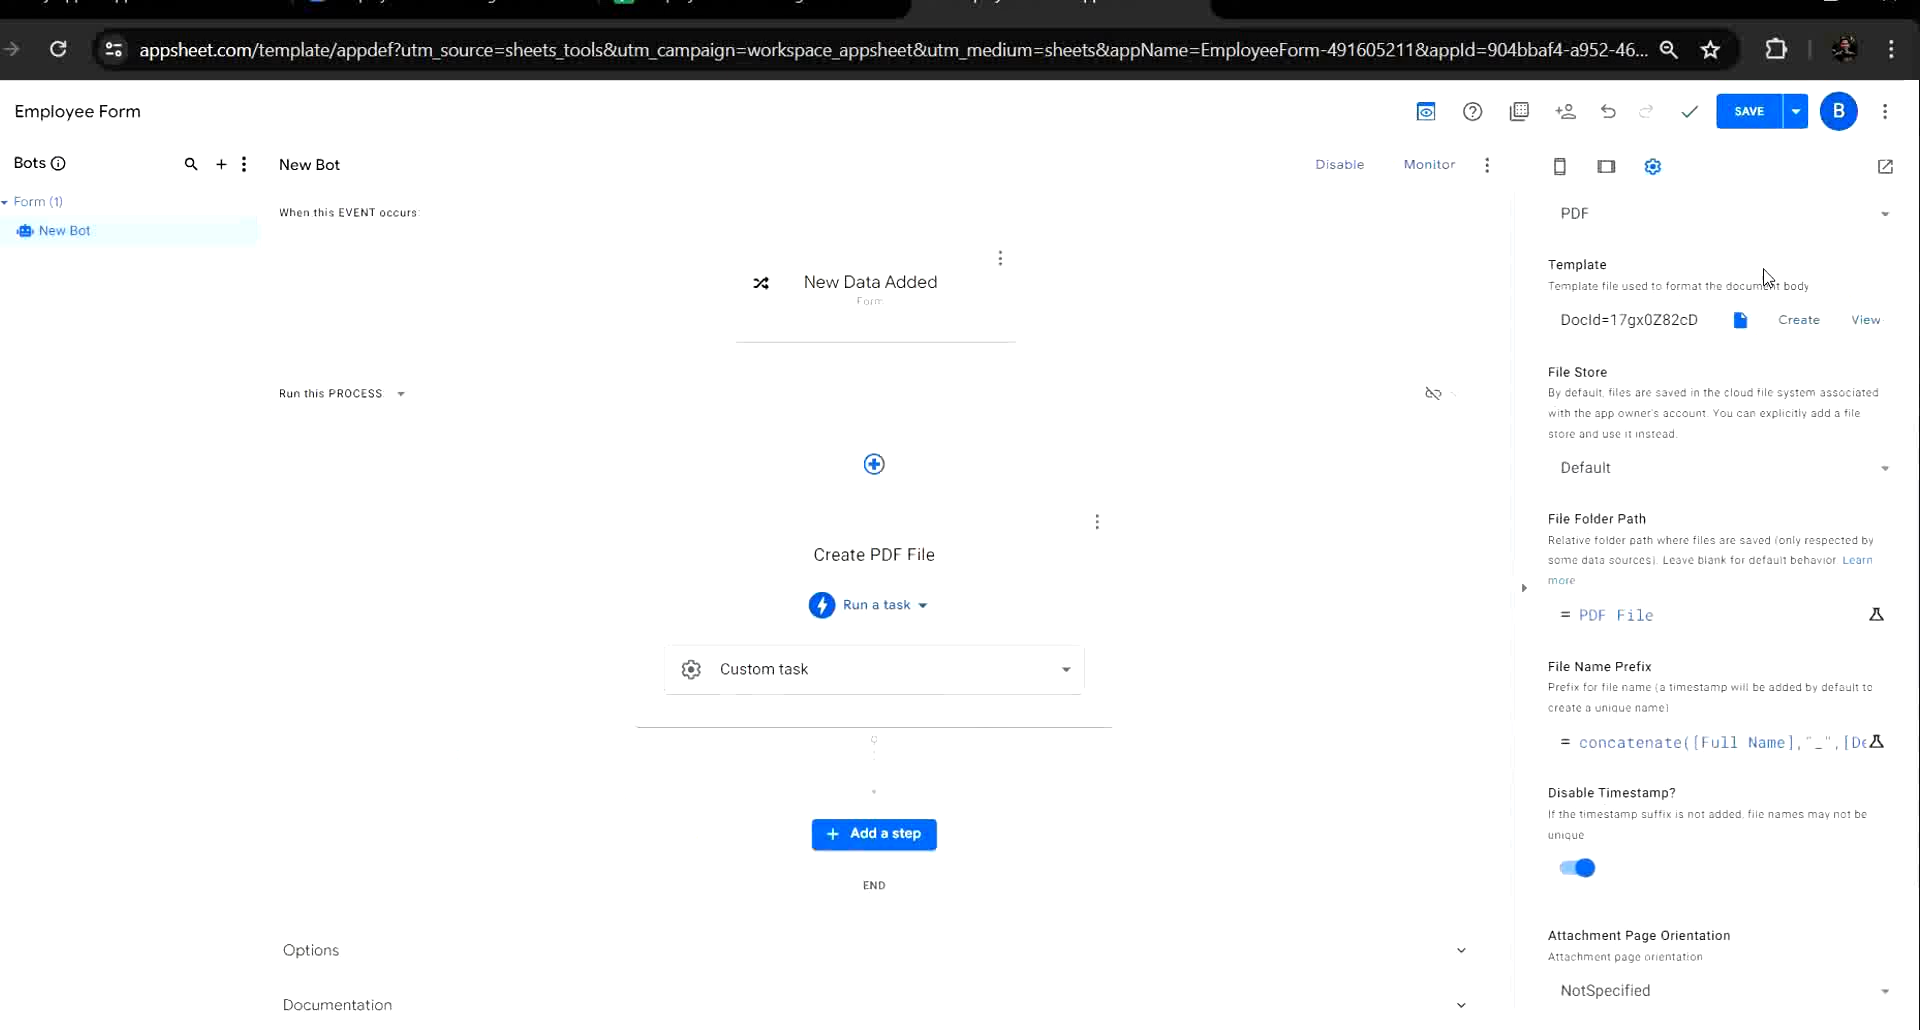 appsheet.com/template/appdef?utm_source=sheets_tools&utm_campaign=workspace_appsheet&utm_medium=sheets&appName=EmployeeForm-491605211&appId=904bbaf4-a952-46...
Employee Form
SAVE
B
Bots
New Bot
Disable
Monitor
Form (1)
New Bot
When this EVENT occurs:
New Data Added
Form
Run this PROCESS
Create PDF File
Run a task
Custom task
Add a step
END
Options
Documentation
PDF
Template
Template file used to format the document body
DocId=17gx0Z82cD
Create
View
File Store
By default, files are saved in the cloud file system associated
with the app owner's account. You can explicitly add a file
store and use it instead.
Default
File Folder Path
Relative folder path where files are saved (only respected by
some data sources). Leave blank for default behavior Learn
more
= PDF File
File Name Prefix
Prefix for file name (a timestamp will be added by default to
create a unique name)
= concatenate([Full Name],"_",[De
Disable Timestamp?
If the timestamp suffix is not added, file names may not be
unique
Attachment Page Orientation
Attachment page orientation
NotSpecified